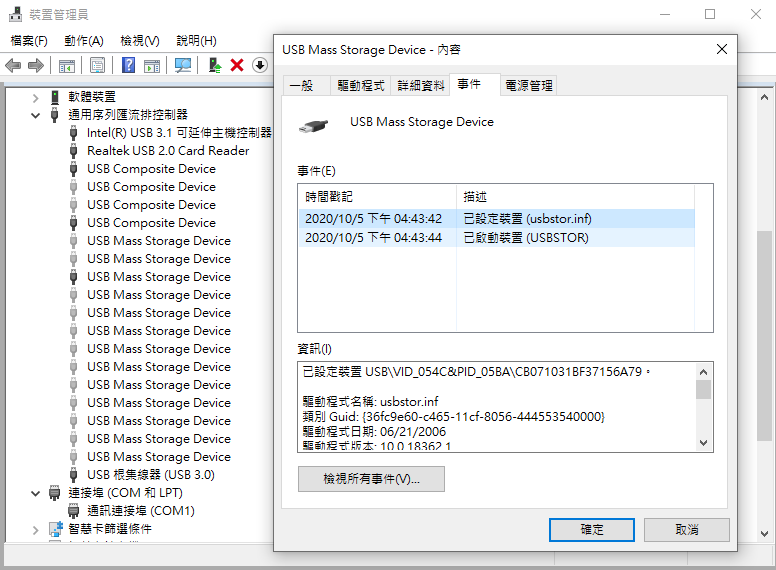 裝置管理員
檔案(F) 動作(A) 檢視(V) 說明(H)
軟體裝置
通用序列匯流排控制器
Intel(R) USB 3.1 可延伸主機控制器
Realtek USB 2.0 Card Reader
USB Composite Device
USB Composite Device
USB Composite Device
USB Composite Device
USB Mass Storage Device
USB Mass Storage Device
USB Mass Storage Device
USB Mass Storage Device
USB Mass Storage Device
USB Mass Storage Device
USB Mass Storage Device
USB Mass Storage Device
USB Mass Storage Device
USB Mass Storage Device
USB Mass Storage Device
USB Mass Storage Device
USB Mass Storage Device
USB 根集線器 (USB 3.0)
連接埠 (COM 和 LPT)
通訊連接埠 (COM1)
智慧卡篩選條件
USB Mass Storage Device - 內容
一般 驅動程式 詳細資料 事件 電源管理
USB Mass Storage Device
事件(E)
時間戳記 描述
2020/10/5 下午 04:43:42 已設定裝置 (usbstor.inf)
2020/10/5 下午 04:43:44 已啟動裝置 (USBSTOR)
資訊(I)
已設定裝置 USB\VID_054C&PID_05BA\CB071031BF37156A79。
驅動程式名稱: usbstor.inf
類別 Guid: {36fc9e60-c465-11cf-8056-444553540000}
驅動程式日期: 06/21/2006
驅動程式版本: 10.0.18362.1
檢視所有事件(V)...
確定 取消